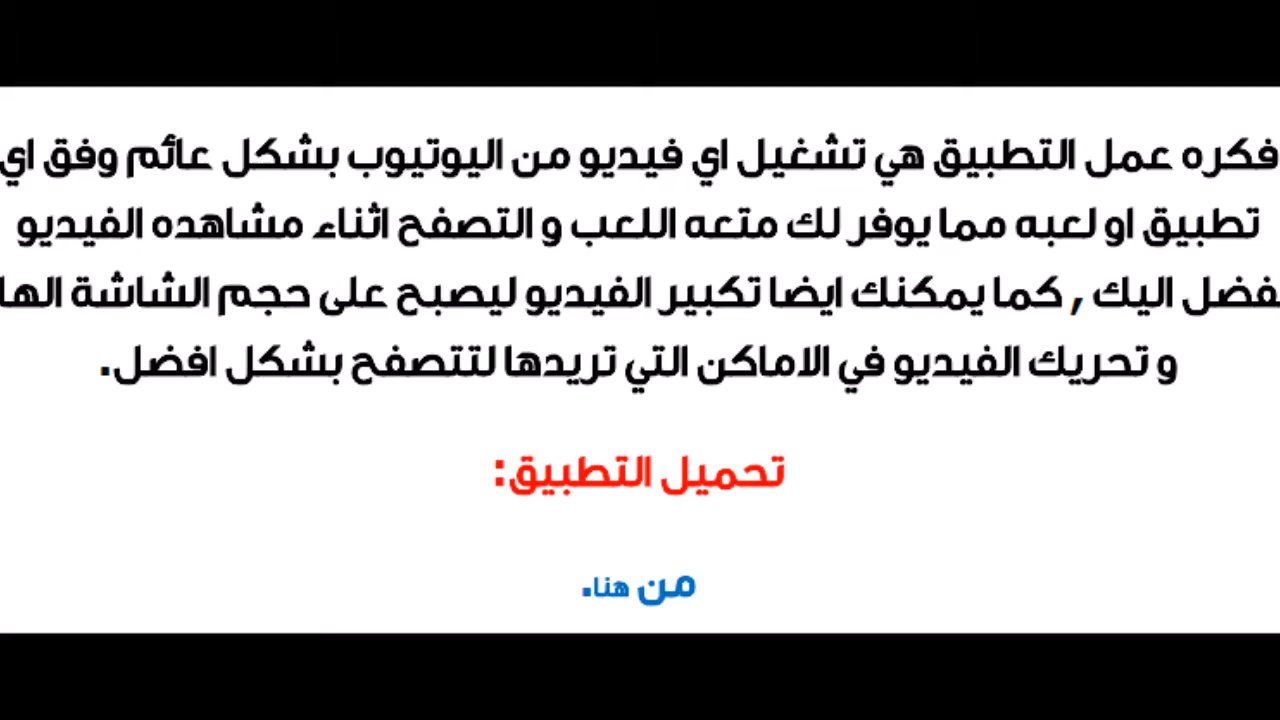 فكره عمل التطبيق هي تشغيل اي فيديو من اليوتيوب بشكل عائم وفق اي
تطبيق او لعبه مما يوفر لك متعه اللعب و التصفح اثناء مشاهده الفيديو
اليك , كما يمكنك ايضا تكبير الفيديو ليصبح على حجم الشاشة
و تحريك الفيديو في الاماكن التي تريدها لتتصفح بشكل افضل.
تحميل التطبيق:
من هنا.